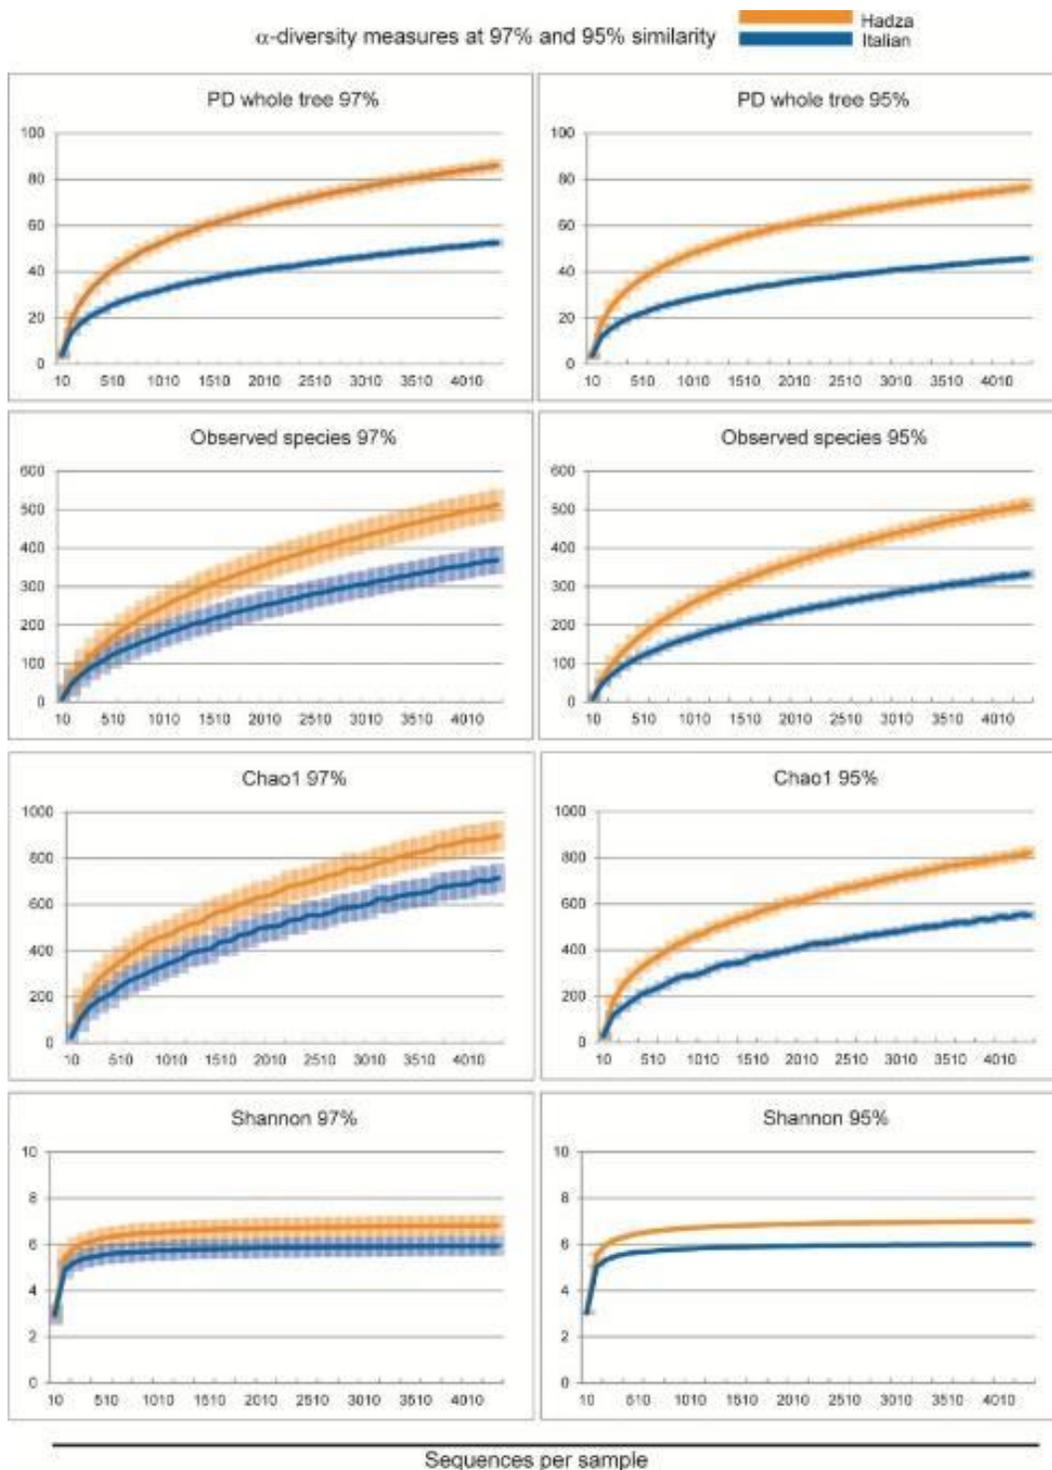 α-diversity measures at 97% and 95% similarity
Hadza
Italian
PD whole tree 97%
100
80
60
40
20
0
10 510 1010 1510 2010 2510 3010 3510 4010
PD whole tree 95%
100
80
60
40
20
0
10 510 1010 1510 2010 2510 3010 3510 4010
Observed species 97%
600
500
400
300
200
100
0
10 510 1010 1510 2010 2510 3010 3510 4010
Observed species 95%
600
500
400
300
200
100
0
10 510 1010 1510 2010 2510 3010 3510 4010
Chao1 97%
1000
800
600
400
200
0
10 510 1010 1510 2010 2510 3010 3510 4010
Chao1 95%
1000
800
600
400
200
0
10 510 1010 1510 2010 2510 3010 3510 4010
Shannon 97%
10
8
6
4
2
0
10 510 1010 1510 2010 2510 3010 3510 4010
Shannon 95%
10
8
6
4
2
0
10 510 1010 1510 2010 2510 3010 3510 4010
Sequences per sample